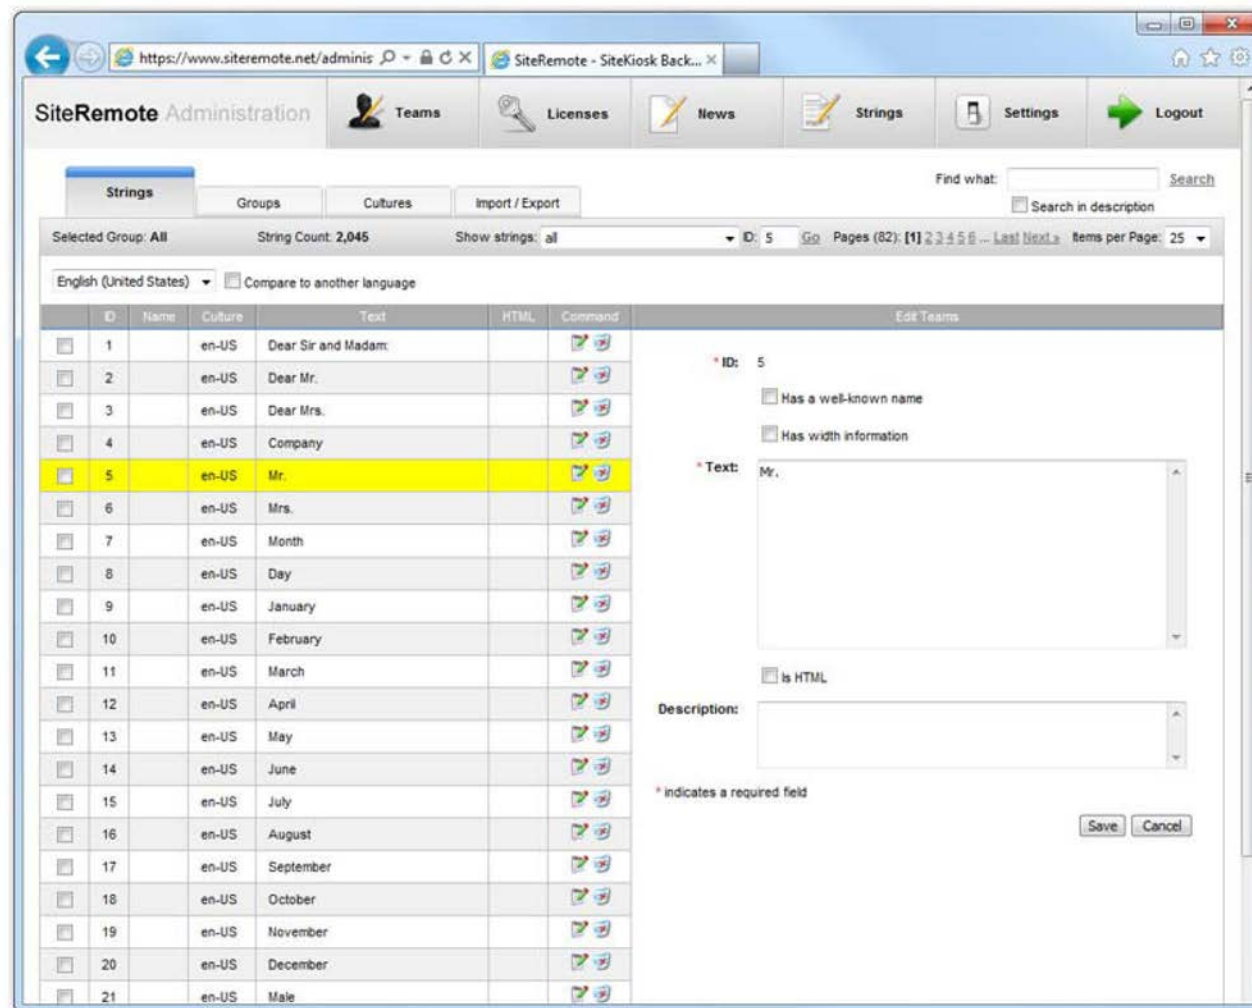 https://www.siteremote.net/adminis
SiteRemote - SiteKiosk Back...
SiteRemote Administration
Teams
Licenses
News
Strings
Settings
Logout
Strings
Groups
Cultures
Import / Export
Find what:
Search
Search in description
Selected Group: All String Count: 2,045 Show strings: all ID: 5 Go Pages (82): [1] 2 3 4 5 6 ... Last Next » Items per Page: 25
English (United States) Compare to another language
ID Name Culture Text HTML Command Edit Teams
1 en-US Dear Sir and Madam:
2 en-US Dear Mr.
3 en-US Dear Mrs.
4 en-US Company
5 en-US Mr.
6 en-US Mrs.
7 en-US Month
8 en-US Day
9 en-US January
10 en-US February
11 en-US March
12 en-US April
13 en-US May
14 en-US June
15 en-US July
16 en-US August
17 en-US September
18 en-US October
19 en-US November
20 en-US December
21 en-US Male
* ID: 5
Has a well-known name
Has width information
* Text: Mr.
Is HTML
Description:
* indicates a required field
Save Cancel